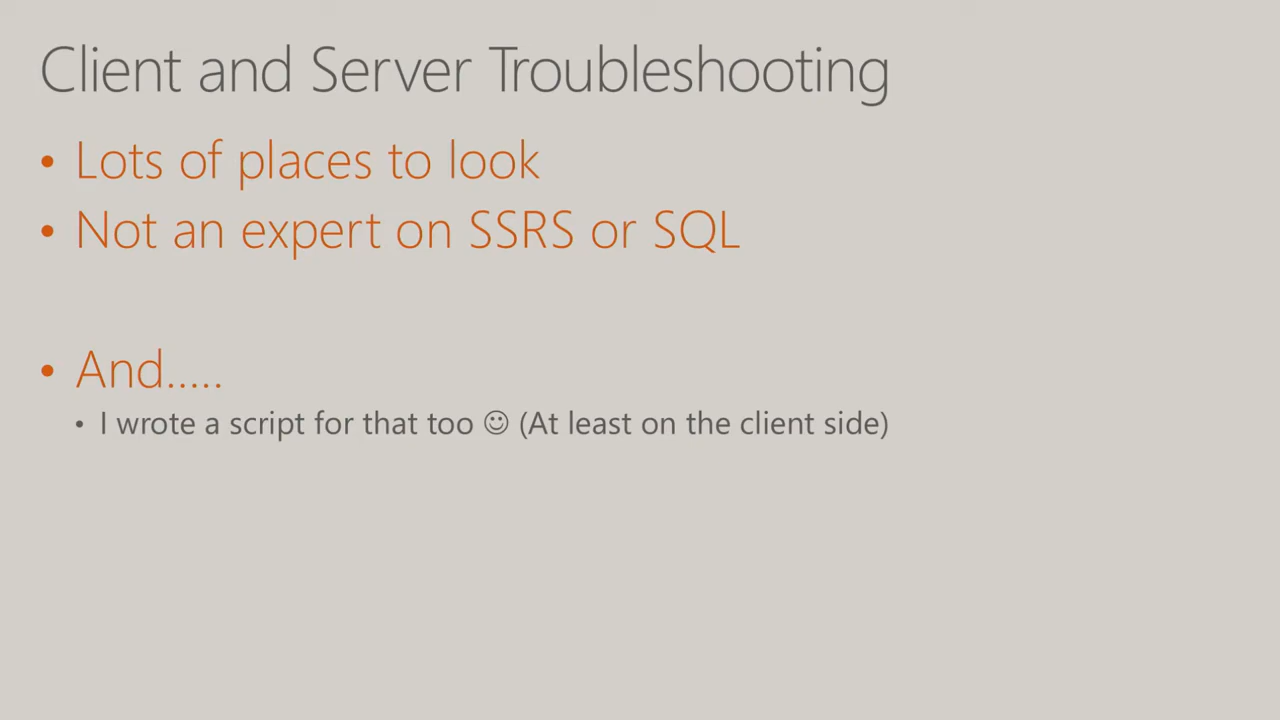 Client and Server Troubleshooting
• Lots of places to look
• Not an expert on SSRS or SQL
• And.....
• I wrote a script for that too ☺ (At least on the client side)